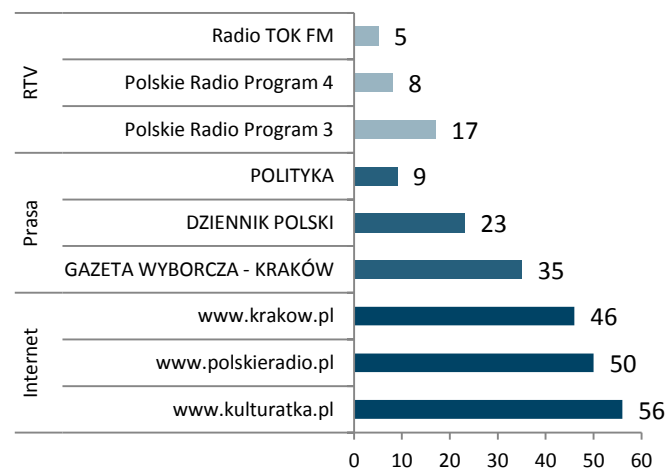 RTV
Radio TOK FM 5
Polskie Radio Program 4 8
Polskie Radio Program 3 17
Prasa
POLITYKA 9
DZIENNIK POLSKI 23
GAZETA WYBORCZA - KRAKÓW 35
Internet
www.krakow.pl 46
www.polskieradio.pl 50
www.kulturatka.pl 56
0 10 20 30 40 50 60